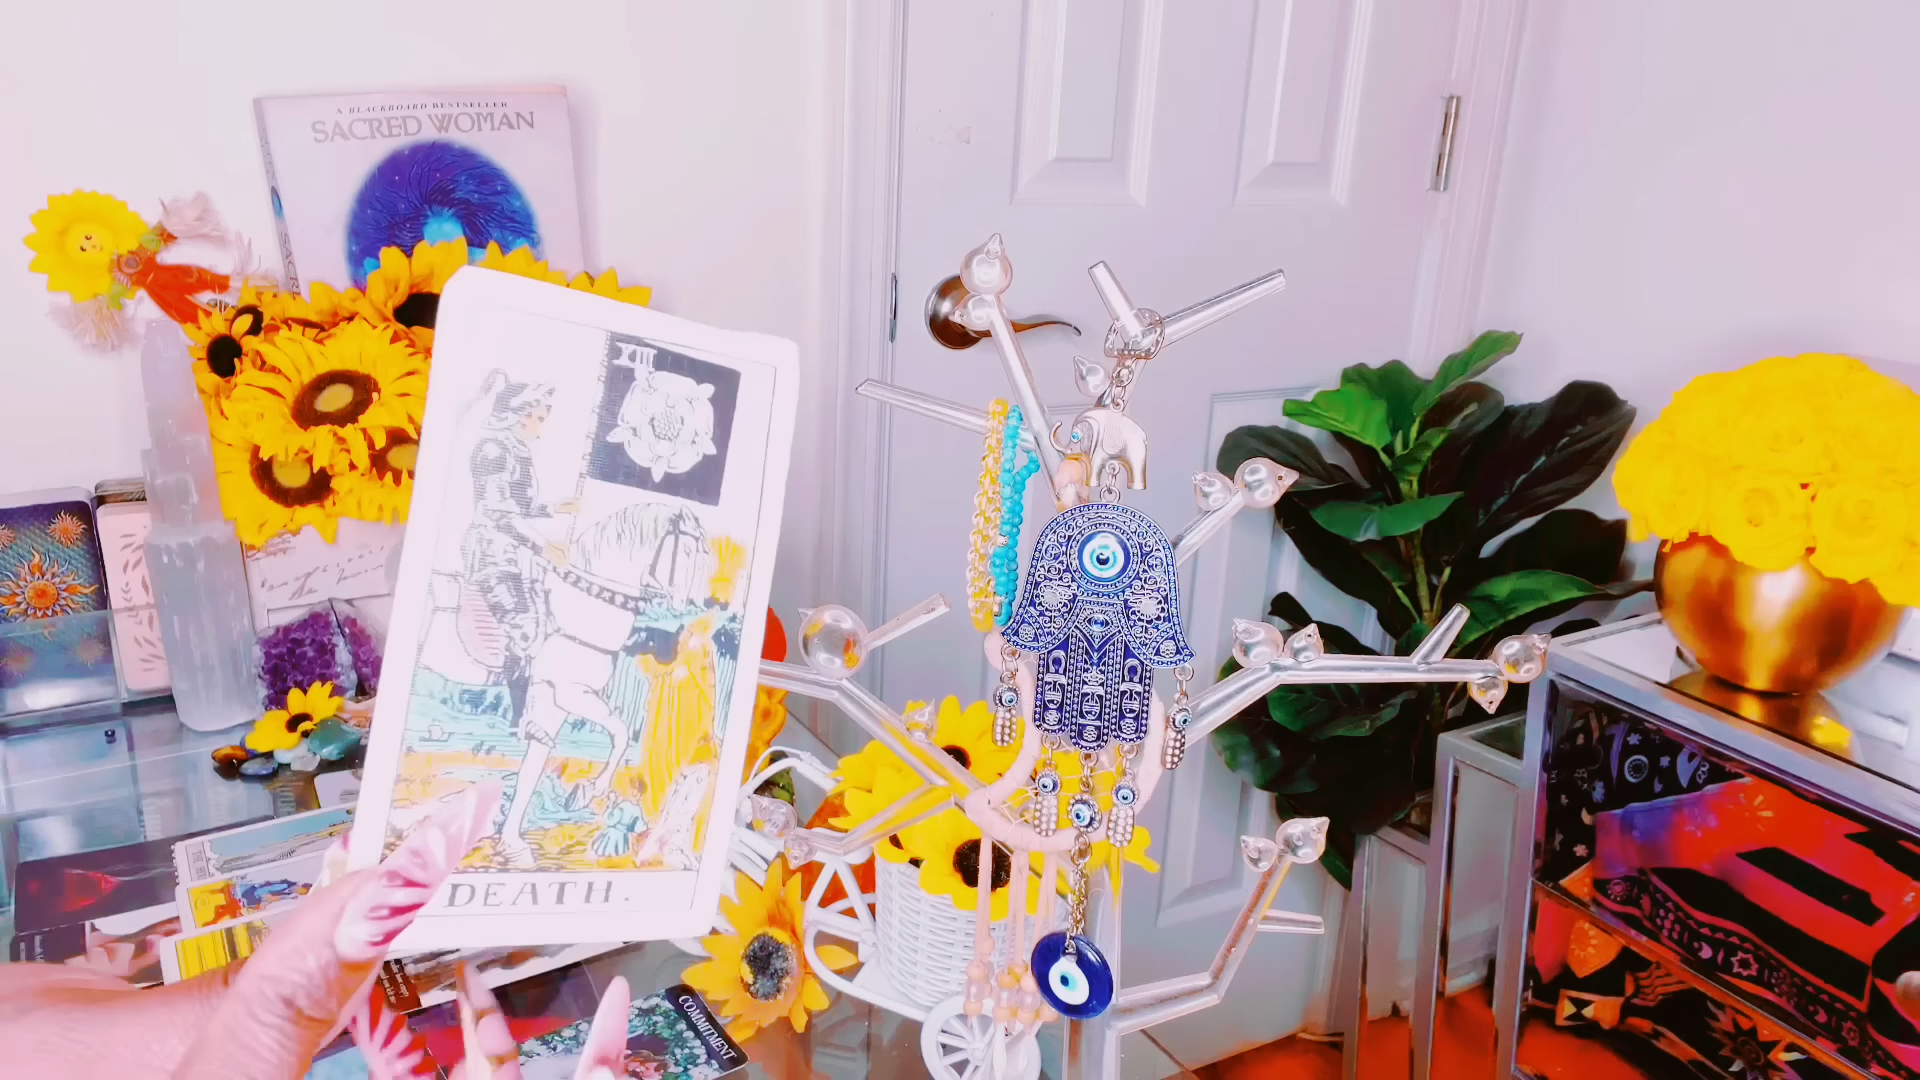 A BLACKBOARD BESTSELLER
SACRED WOMAN
XIII
DEATH.
COMMITMENT